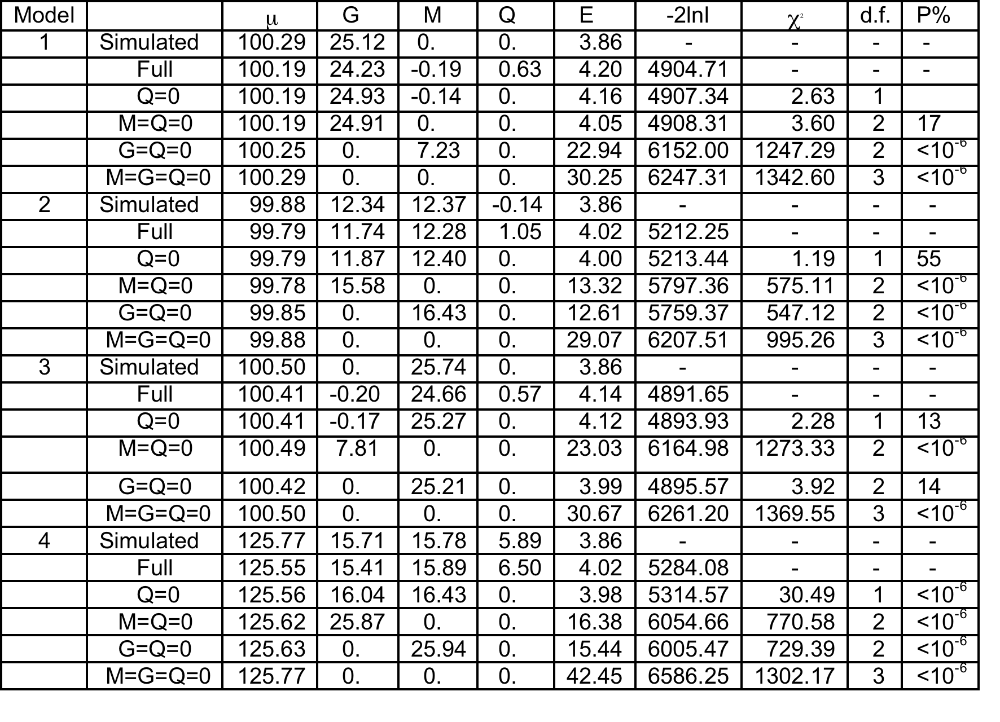 Model μ G M Q E -2lnl χ² d.f. P%
1 Simulated 100.29 25.12 0. 0. 3.86 - - - -
Full 100.19 24.23 -0.19 0.63 4.20 4904.71 - - -
Q=0 100.19 24.93 -0.14 0. 4.16 4907.34 2.63 1
M=Q=0 100.19 24.91 0. 0. 4.05 4908.31 3.60 2 17
G=Q=0 100.25 0. 7.23 0. 22.94 6152.00 1247.29 2 <10⁻⁶
M=G=Q=0 100.29 0. 0. 0. 30.25 6247.31 1342.60 3 <10⁻⁶
2 Simulated 99.88 12.34 12.37 -0.14 3.86 - - - -
Full 99.79 11.74 12.28 1.05 4.02 5212.25 - - -
Q=0 99.79 11.87 12.40 0. 4.00 5213.44 1.19 1 55
M=Q=0 99.78 15.58 0. 0. 13.32 5797.36 575.11 2 <10⁻⁶
G=Q=0 99.85 0. 16.43 0. 12.61 5759.37 547.12 2 <10⁻⁶
M=G=Q=0 99.88 0. 0. 0. 29.07 6207.51 995.26 3 <10⁻⁶
3 Simulated 100.50 0. 25.74 0. 3.86 - - - -
Full 100.41 -0.20 24.66 0.57 4.14 4891.65 - - -
Q=0 100.41 -0.17 25.27 0. 4.12 4893.93 2.28 1 13
M=Q=0 100.49 7.81 0. 0. 23.03 6164.98 1273.33 2 <10⁻⁶
G=Q=0 100.42 0. 25.21 0. 3.99 4895.57 3.92 2 14
M=G=Q=0 100.50 0. 0. 0. 30.67 6261.20 1369.55 3 <10⁻⁶
4 Simulated 125.77 15.71 15.78 5.89 3.86 - - - -
Full 125.55 15.41 15.89 6.50 4.02 5284.08 - - -
Q=0 125.56 16.04 16.43 0. 3.98 5314.57 30.49 1 <10⁻⁶
M=Q=0 125.62 25.87 0. 0. 16.38 6054.66 770.58 2 <10⁻⁶
G=Q=0 125.63 0. 25.94 0. 15.44 6005.47 729.39 2 <10⁻⁶
M=G=Q=0 125.77 0. 0. 0. 42.45 6586.25 1302.17 3 <10⁻⁶